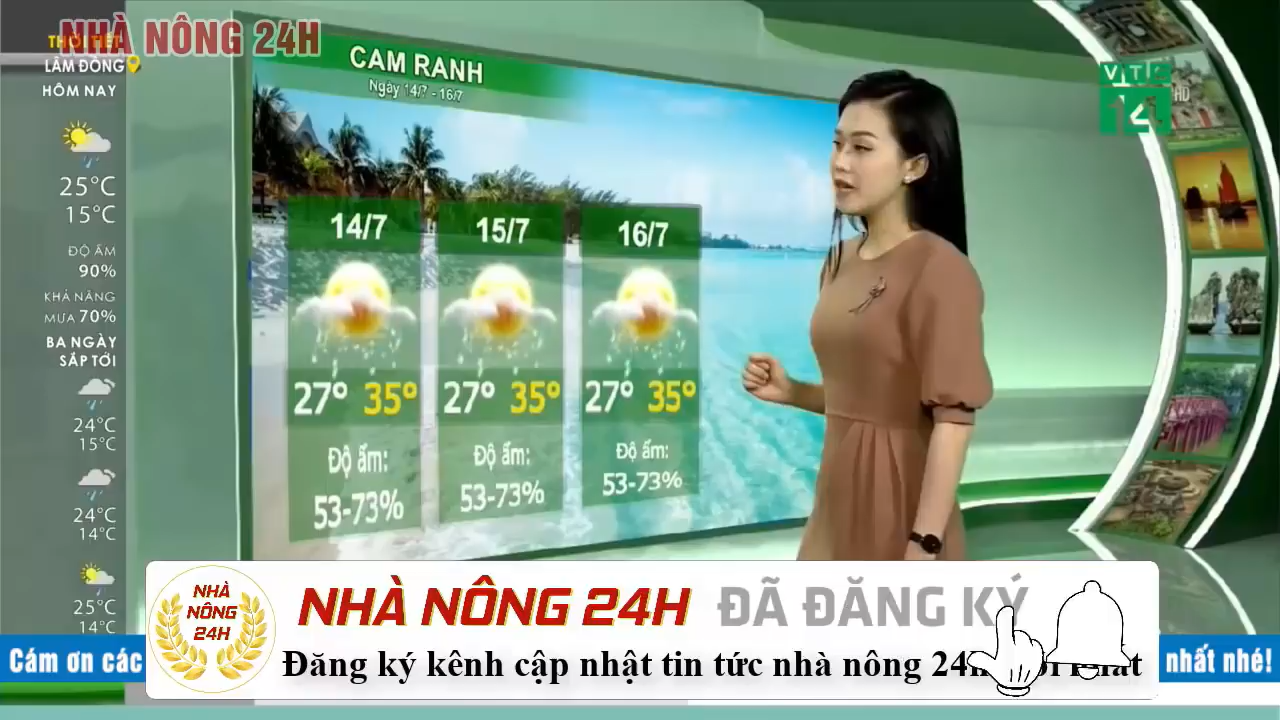 NHÀ NÔNG 24H
THỜI TIẾT
LÂM ĐỒNG
HÔM NAY
25°C
15°C
ĐỘ ẨM
90%
KHẢ NĂNG
MƯA 70%
BA NGÀY
SẮP TỚI
24°C
15°C
24°C
14°C
25°C
14°C
CAM RANH
Ngày 14/7 - 16/7
14/7
27° 35°
Độ ẩm:
53-73%
15/7
27° 35°
Độ ẩm:
53-73%
16/7
27° 35°
Độ ẩm:
53-73%
VTC
14
HD
NHÀ
NÔNG
24H
NHÀ NÔNG 24H ĐÃ ĐĂNG KÝ
Đăng ký kênh cập nhật tin tức nhà nông 24h
Cám ơn các
nhất nhé!